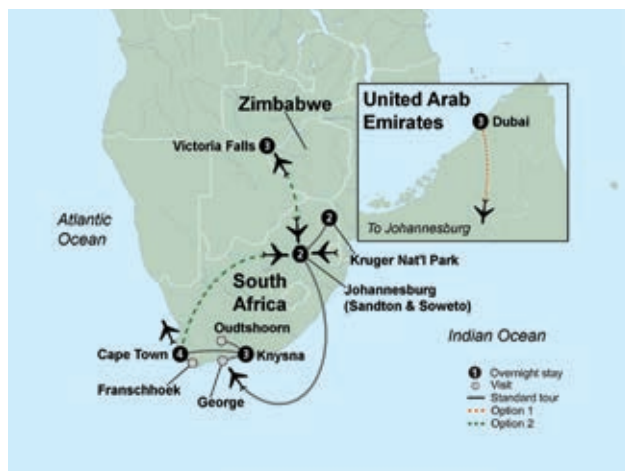 Zimbabwe
Victoria Falls
3
United Arab
Emirates
3
Dubai
To Johannesburg
Atlantic
Ocean
2
Kruger Nat'l Park
2
Johannesburg
(Sandton & Soweto)
South
Africa
Oudtshoorn
Cape Town
4
3
Knysna
Franschhoek
George
Indian Ocean
1 Overnight stay
Visit
Standard tour
Option 1
Option 2